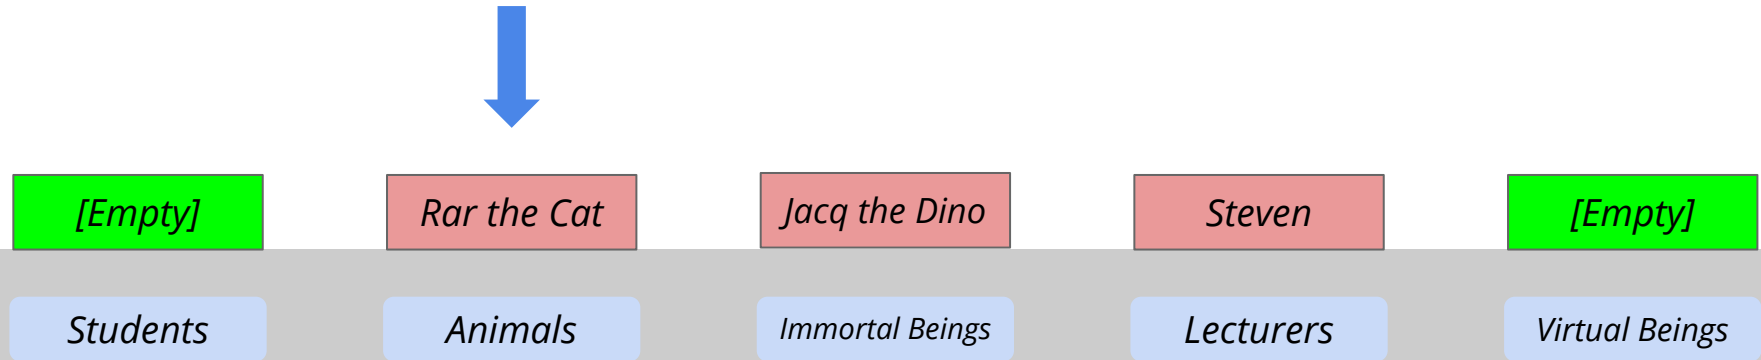 [Empty]
Rar the Cat
Jacq the Dino
Steven
[Empty]
Students
Animals
Immortal Beings
Lecturers
Virtual Beings